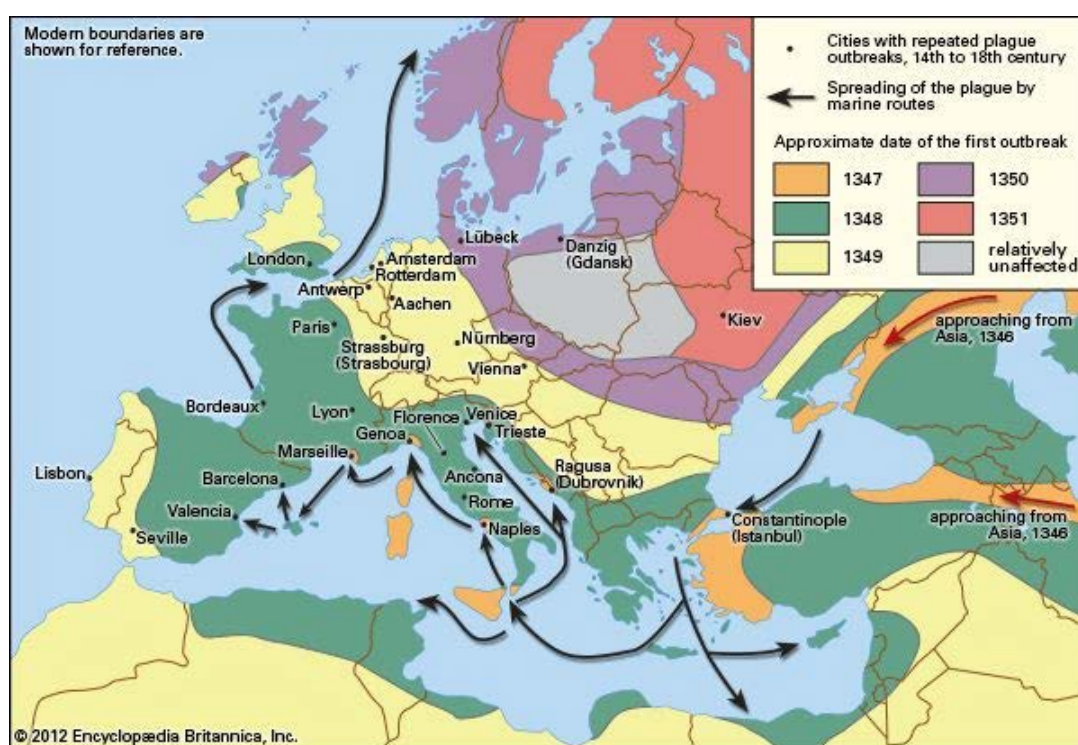 Modern boundaries are
shown for reference.
Cities with repeated plague
outbreaks, 14th to 18th century
Spreading of the plague by
marine routes
Approximate date of the first outbreak
1347
1350
1348
1351
1349
relatively
unaffected
Lübeck
Danzig
(Gdansk)
London
Amsterdam
Rotterdam
Antwerp
Aachen
Kiev
approaching from
Asia, 1346
Paris
Nürnberg
Strassburg
(Strasbourg)
Vienna
Bordeaux
Lyon
Florence
Venice
Trieste
Genoa
Marseille
Lisbon
Barcelona
Ancona
Ragusa
(Dubrovnik)
Rome
Valencia
Naples
Seville
Constantinople
(Istanbul)
approaching from
Asia, 1346
© 2012 Encyclopædia Britannica, Inc.